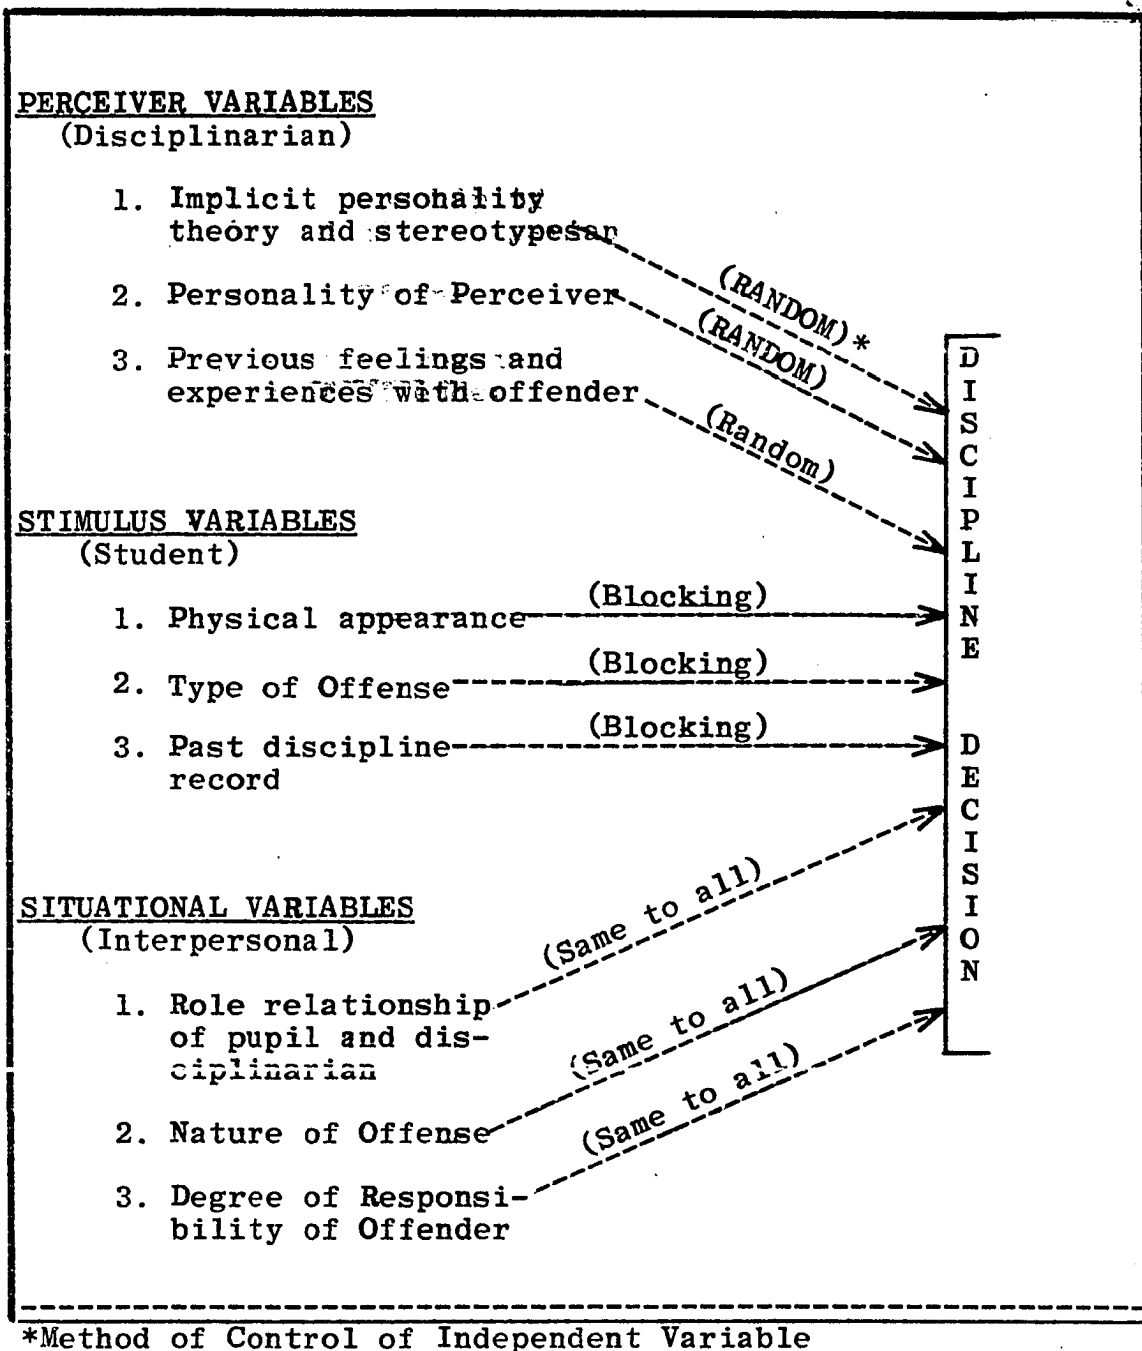 PERCEIVER VARIABLES
(Disciplinarian)
1. Implicit personality
theory and stereotypes
(RANDOM)*
2. Personality of Perceiver
(RANDOM)
3. Previous feelings and
experiences with offender
(Random)
STIMULUS VARIABLES
(Student)
1. Physical appearance
(Blocking)
2. Type of Offense
(Blocking)
3. Past discipline
record
(Blocking)
SITUATIONAL VARIABLES
(Interpersonal)
1. Role relationship
of pupil and dis-
ciplinarian
(Same to all)
2. Nature of Offense
(Same to all)
3. Degree of Responsi-
bility of Offender
(Same to all)
DISCIPLINE DECISION
*Method of Control of Independent Variable